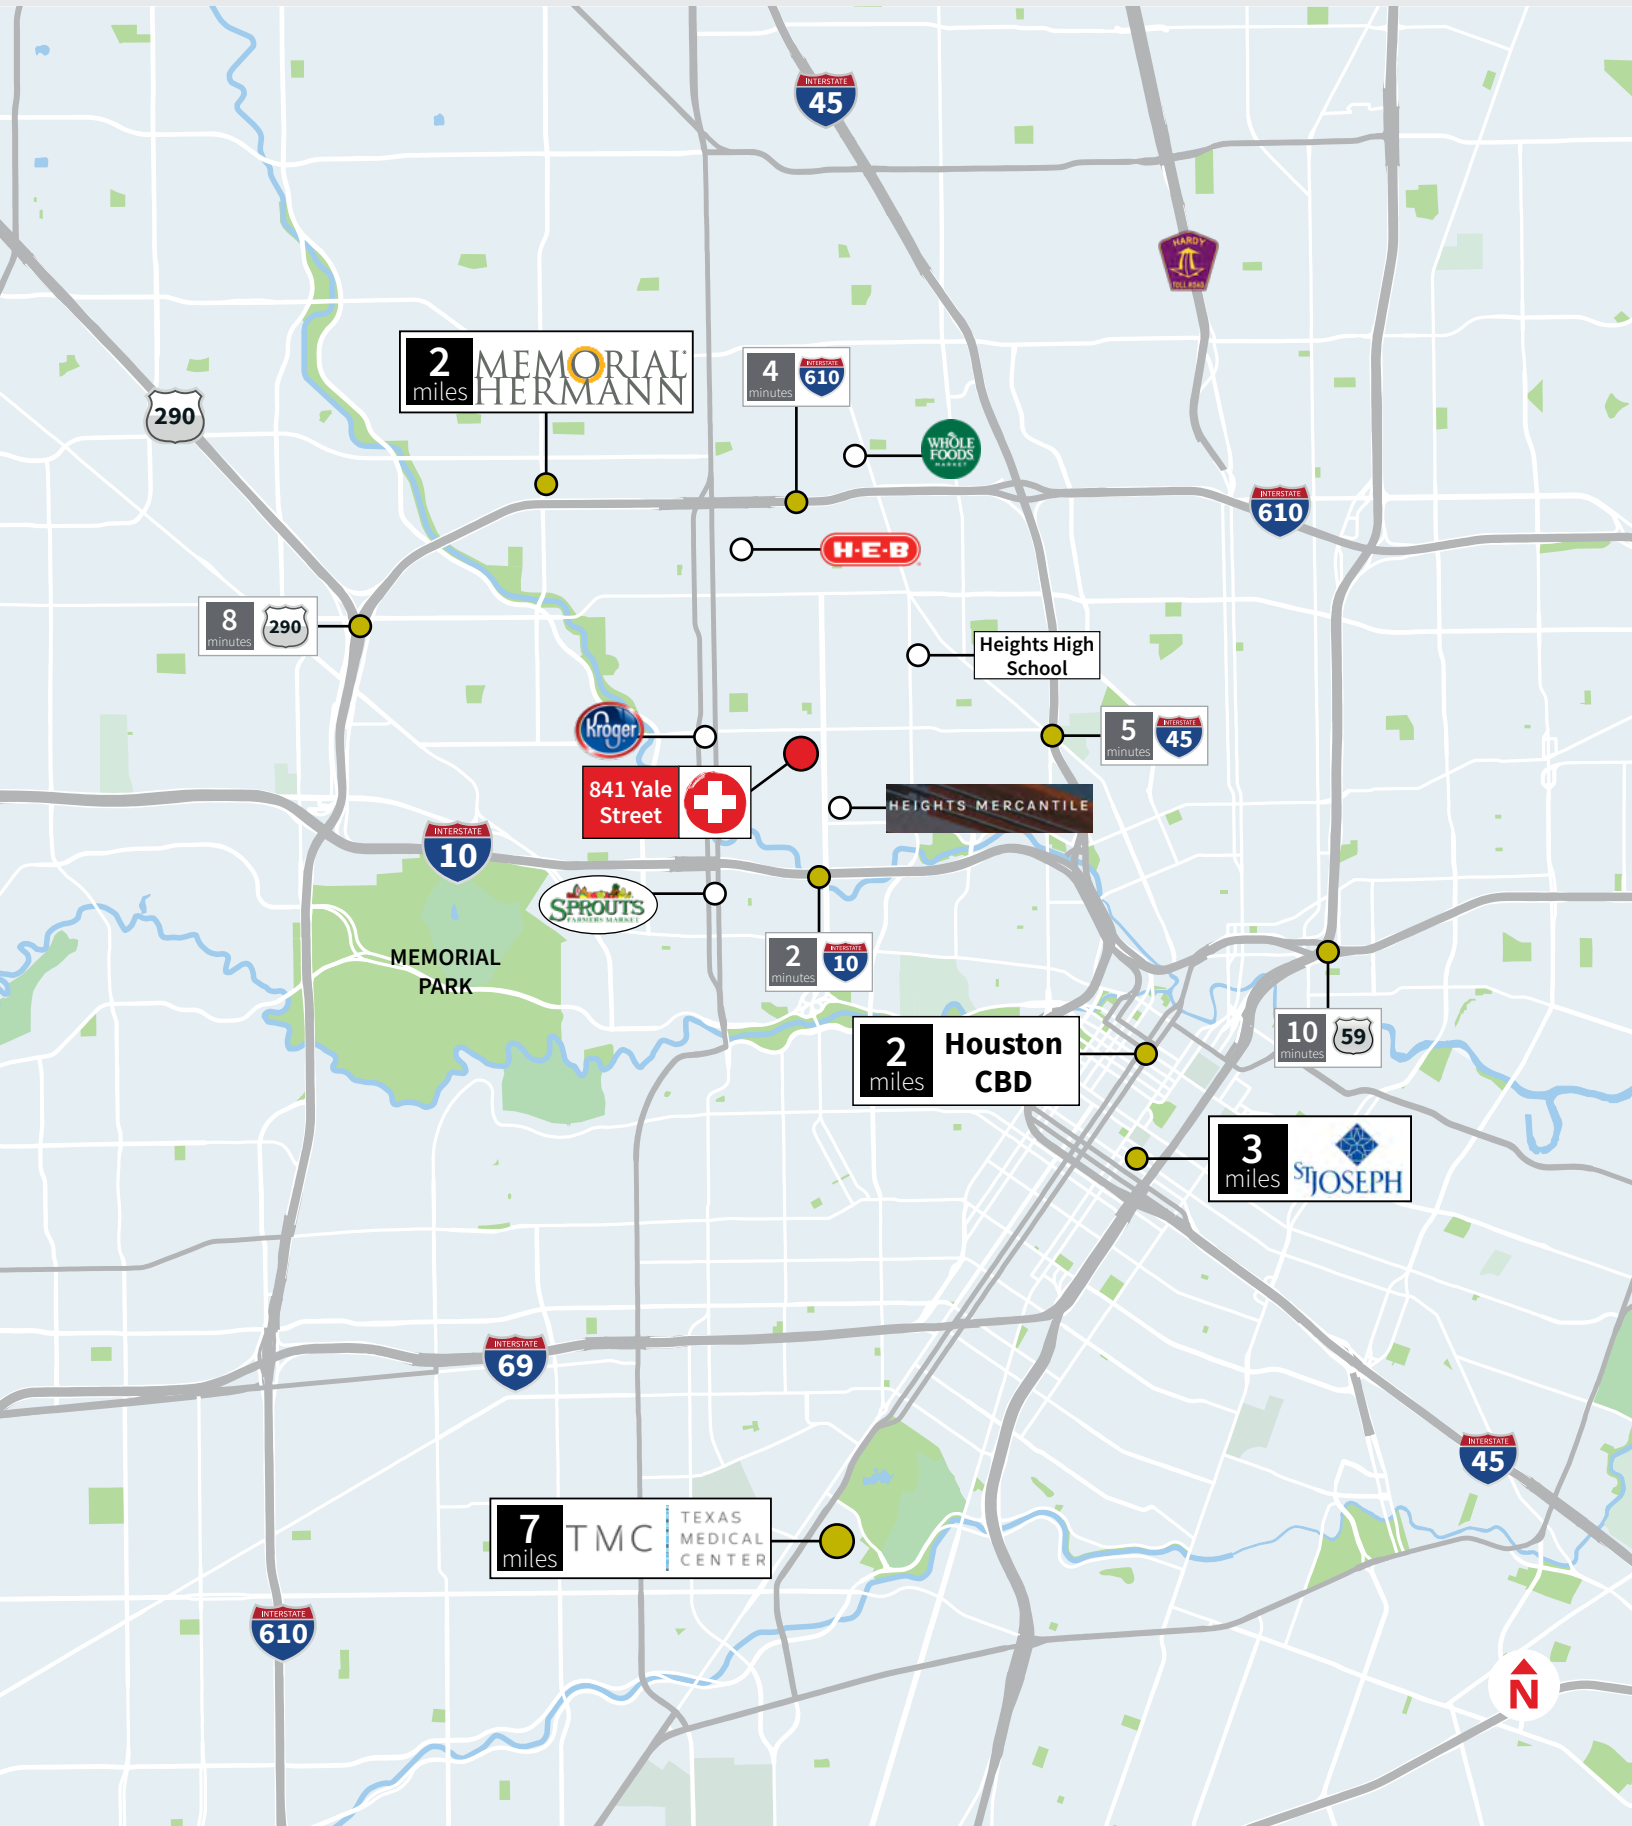 INTERSTATE
45
HARDY
TOLL ROAD
2
miles
MEMORIAL
HERMANN
4
minutes
INTERSTATE
610
290
WHOLE
FOODS
MARKET
INTERSTATE
610
H-E-B
8
minutes
290
Heights High
School
Kroger
5
minutes
INTERSTATE
45
841 Yale
Street
HEIGHTS MERCANTILE
INTERSTATE
10
SPROUTS
FARMERS MARKET
MEMORIAL
PARK
2
minutes
INTERSTATE
10
10
minutes
59
2
miles
Houston
CBD
3
miles
ST JOSEPH
INTERSTATE
69
INTERSTATE
45
7
miles
TMC
TEXAS
MEDICAL
CENTER
INTERSTATE
610
N